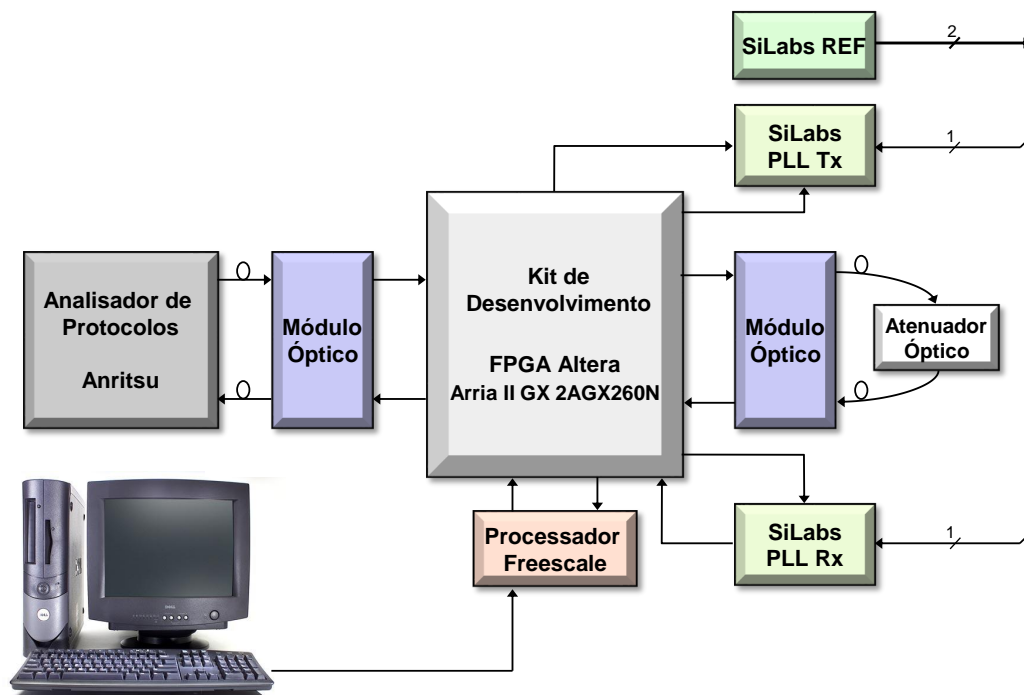 SiLabs REF
2
SiLabs
PLL Tx
1
Analisador de
Protocolos
Anritsu
Módulo
Óptico
Kit de
Desenvolvimento
FPGA Altera
Arria II GX 2AGX260N
Módulo
Óptico
Atenuador
Óptico
Processador
Freescale
SiLabs
PLL Rx
1